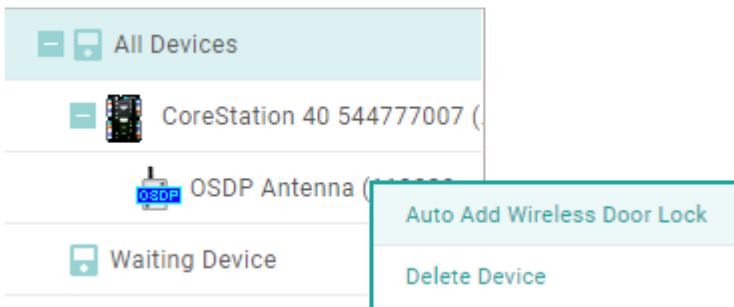 All Devices
CoreStation 40 544777007 (.
OSDP
OSDP Antenna (
Auto Add Wireless Door Lock
Waiting Device
Delete Device